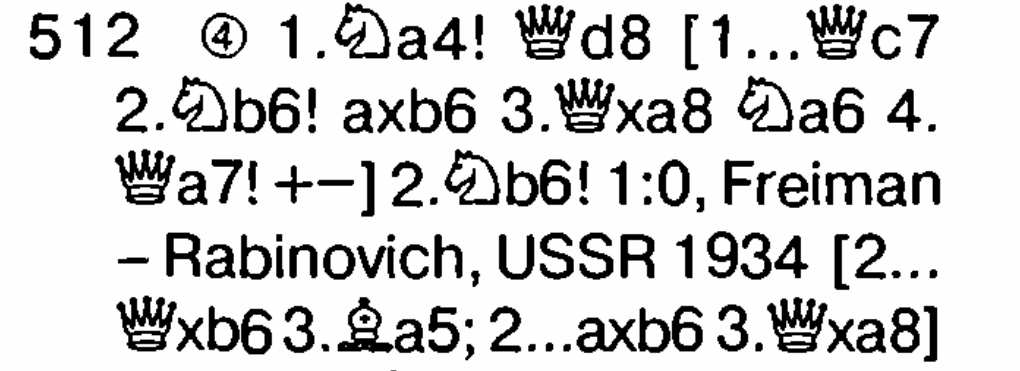 512 ④ 1.♘a4! ♛d8 [1...♛c7
2.♘b6! axb6 3.♛xa8 ♘a6 4.
♛a7! +−] 2.♘b6! 1:0, Freiman
– Rabinovich, USSR 1934 [2...
♛xb6 3.♗a5; 2...axb6 3.♛xa8]